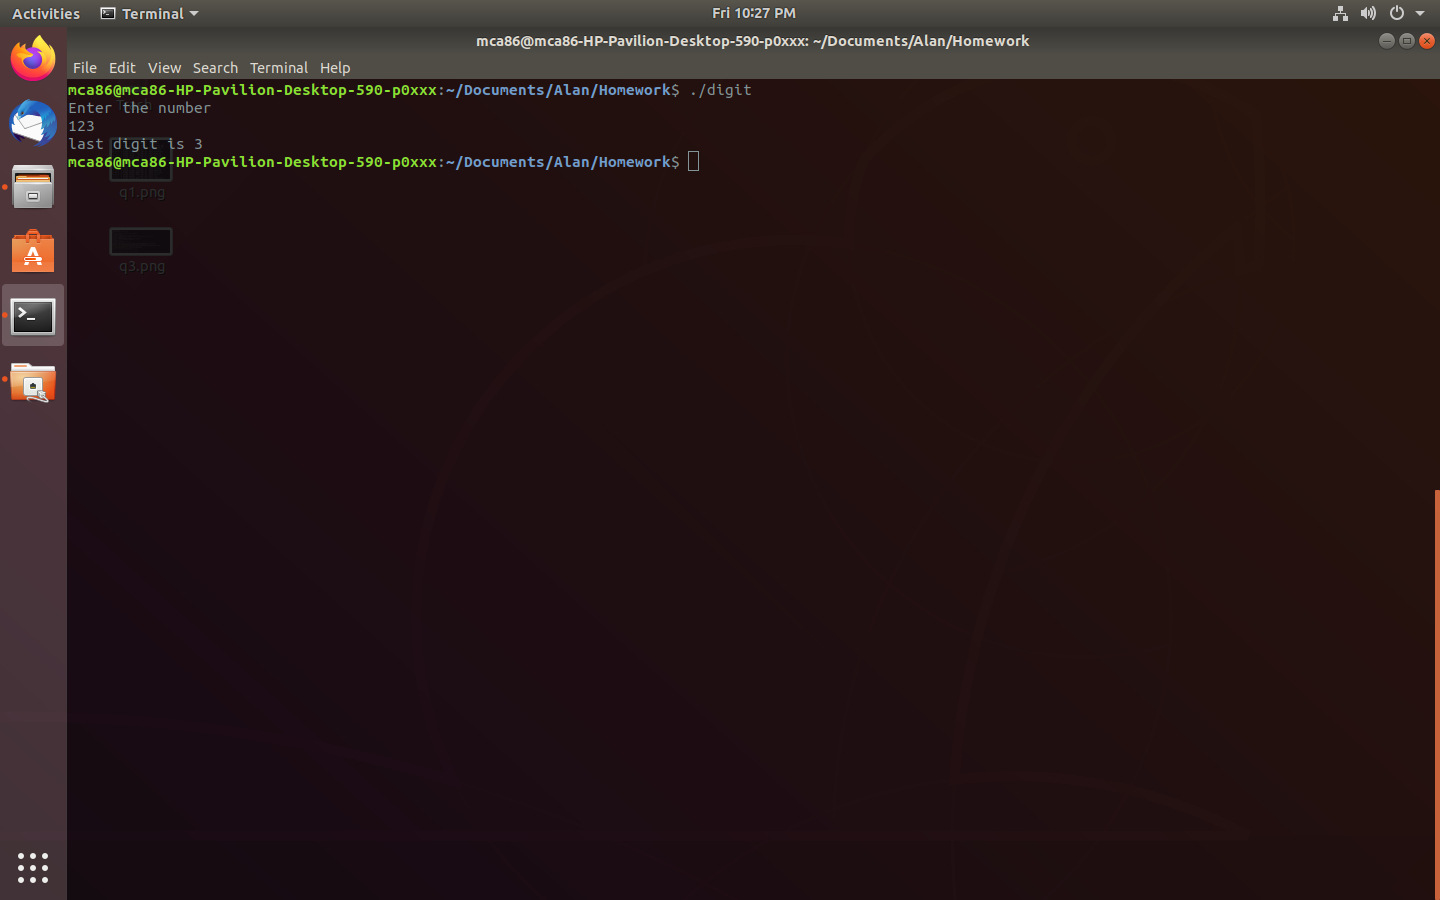 Activities Terminal Fri 10:27 PM
mca86@mca86-HP-Pavilion-Desktop-590-p0xxx: ~/Documents/Alan/Homework
File Edit View Search Terminal Help
mca86@mca86-HP-Pavilion-Desktop-590-p0xxx:~/Documents/Alan/Homework$ ./digit
Enter the number
123
last digit is 3
mca86@mca86-HP-Pavilion-Desktop-590-p0xxx:~/Documents/Alan/Homework$
q1.png
q3.png